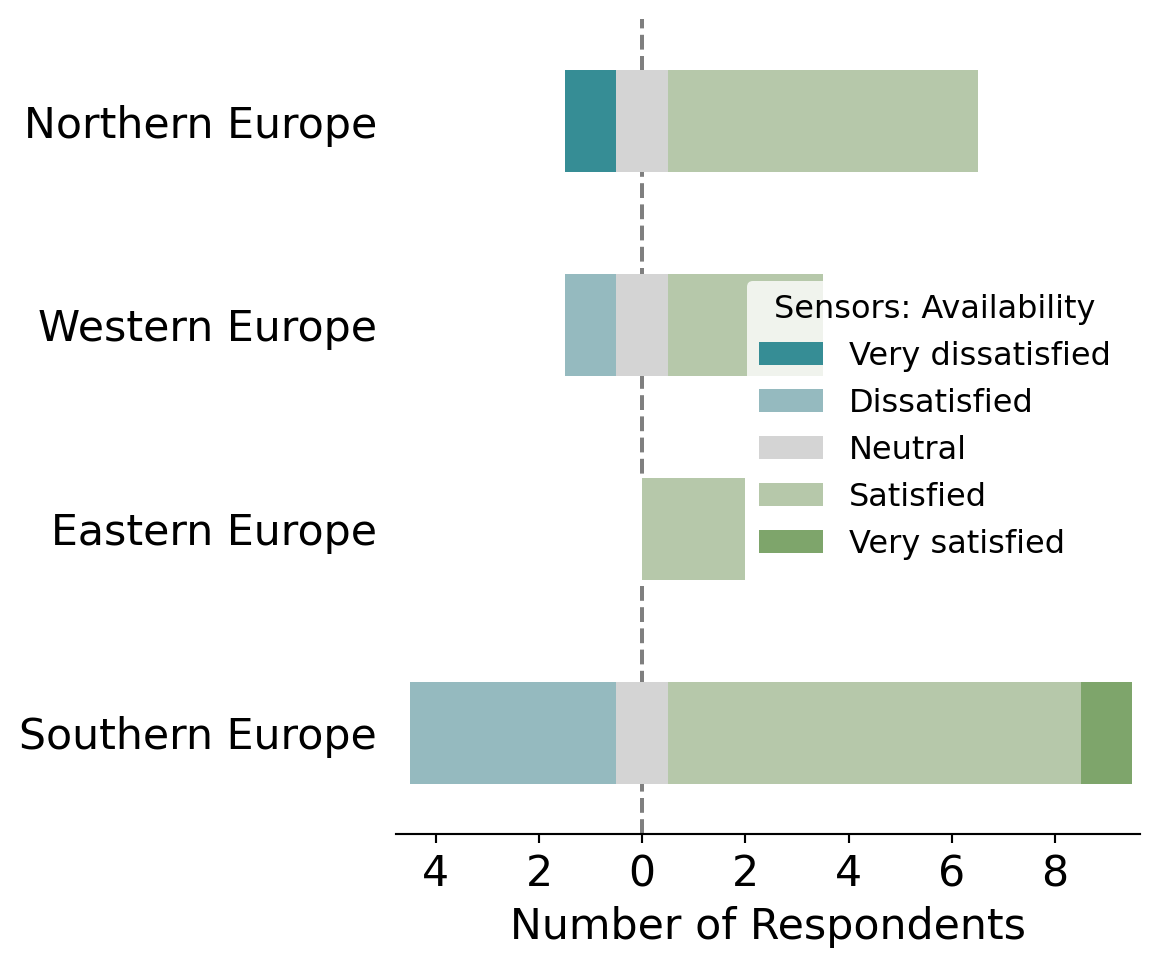 Northern Europe
Western Europe
Eastern Europe
Southern Europe
Sensors: Availability
Very dissatisfied
Dissatisfied
Neutral
Satisfied
Very satisfied
4 2 0 2 4 6 8
Number of Respondents